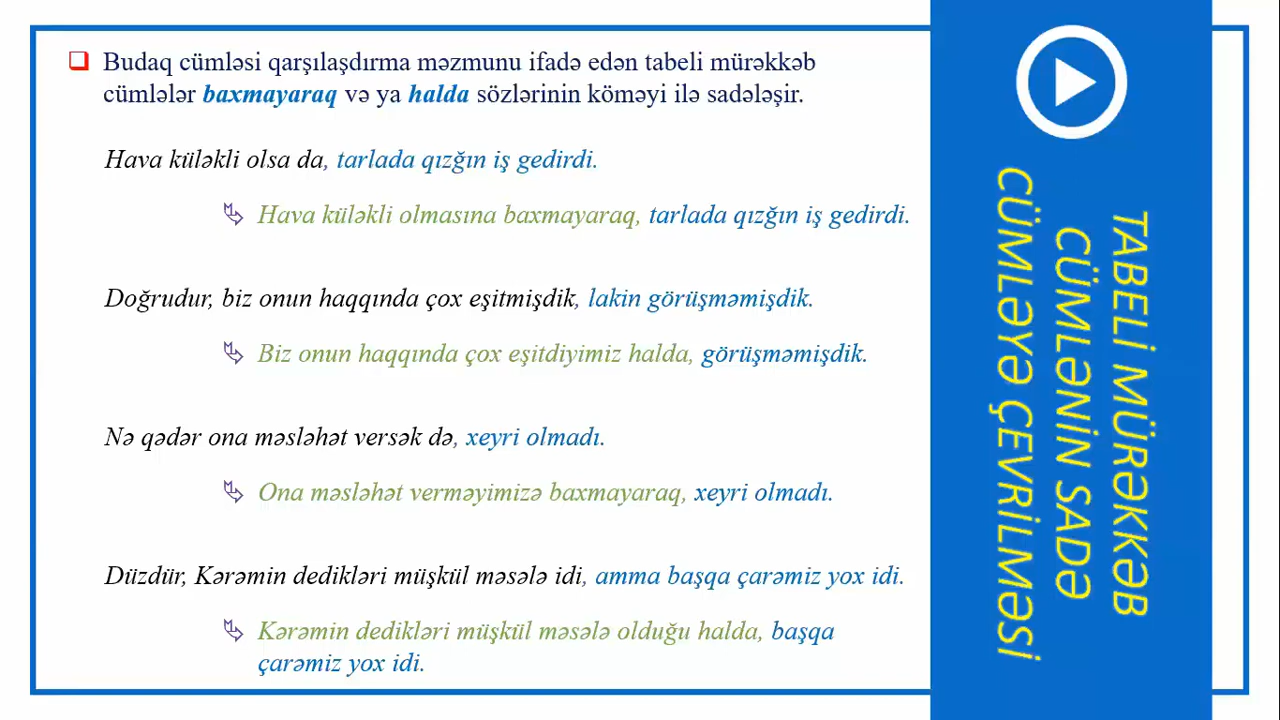 Budaq cümləsi qarşılaşdırma məzmunu ifadə edən tabeli mürəkkəb
cümlələr baxmayaraq və ya halda sözlərinin köməyi ilə sadələşir.
Hava küləkli olsa da, tarlada qızğın iş gedirdi.
Hava küləkli olmasına baxmayaraq, tarlada qızğın iş gedirdi.
Doğrudur, biz onun haqqında çox eşitmişdik, lakin görüşməmişdik.
Biz onun haqqında çox eşitdiyimiz halda, görüşməmişdik.
Nə qədər ona məsləhət versək də, xeyri olmadı.
Ona məsləhət verməyimizə baxmayaraq, xeyri olmadı.
Düzdür, Kərəmin dedikləri müşkül məsələ idi, amma başqa çarəmiz yox idi.
Kərəmin dedikləri müşkül məsələ olduğu halda, başqa
çarəmiz yox idi.
TABELİ MÜRƏKKƏB
CÜMLƏNİN SADƏ
CÜMLƏYƏ ÇEVRİLMƏSİ